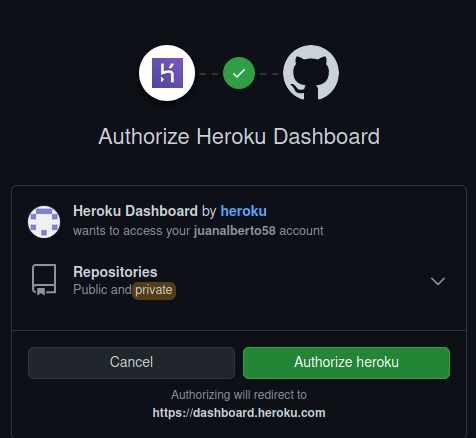 Authorize Heroku Dashboard
Heroku Dashboard by heroku
wants to access your juanalberto58 account
Repositories
Public and private
Cancel
Authorize heroku
Authorizing will redirect to
https://dashboard.heroku.com